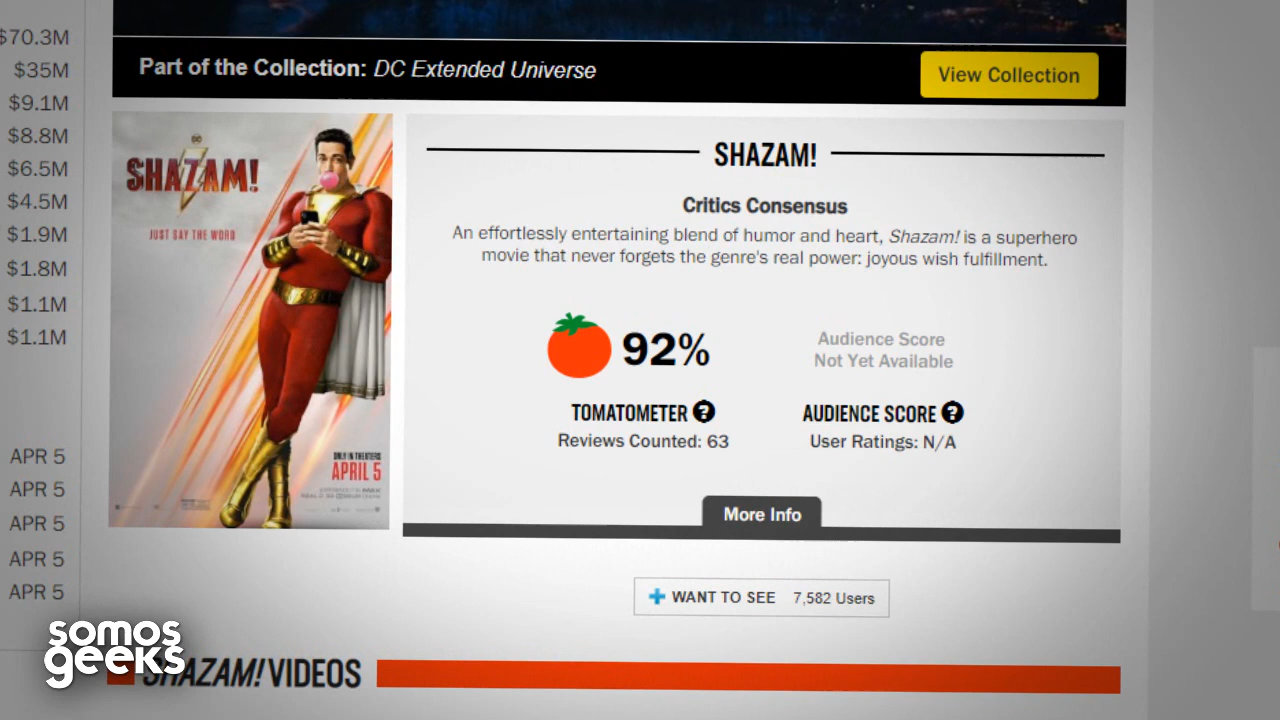 $70.3M
$35M
$9.1M
$8.8M
$6.5M
$4.5M
$1.9M
$1.8M
$1.1M
$1.1M
APR 5
APR 5
APR 5
APR 5
APR 5
Part of the Collection: DC Extended Universe
View Collection
DC
SHAZAM!
JUST SAY THE WORD
ONLY IN THEATERS
APRIL 5
SHAZAM!
Critics Consensus
An effortlessly entertaining blend of humor and heart, Shazam! is a superhero
movie that never forgets the genre's real power: joyous wish fulfillment.
92%
Audience Score
Not Yet Available
TOMATOMETER ?
AUDIENCE SCORE ?
Reviews Counted: 63
User Ratings: N/A
More Info
WANT TO SEE 7,582 Users
SHAZAM! VIDEOS
somos
geeks